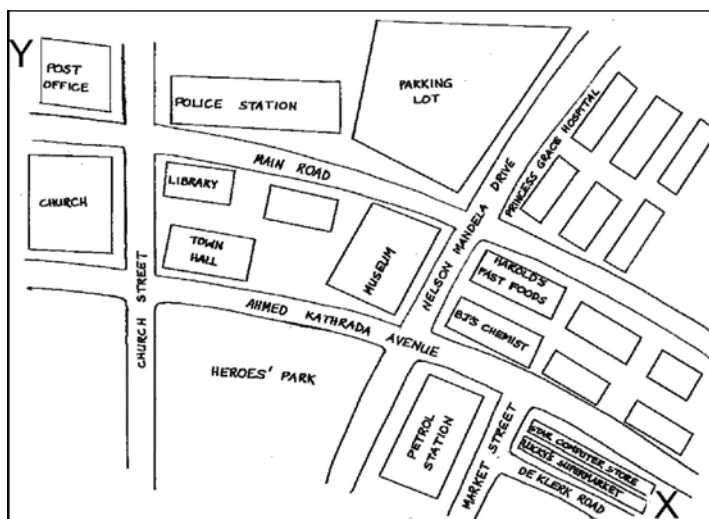 Y
POST
OFFICE
POLICE STATION
PARKING
LOT
PRINCESS GRACE HOSPITAL
MAIN ROAD
LIBRARY
CHURCH
TOWN
HALL
MUSEUM
NELSON MANDELA DRIVE
HAROLD'S
FAST FOODS
BJ'S CHEMIST
CHURCH STREET
AHMED KATHRADA AVENUE
HEROES' PARK
PETROL
STATION
MARKET STREET
STAR COMPUTER STORE
RICKY'S SUPERMARKET
DE KLERK ROAD
X